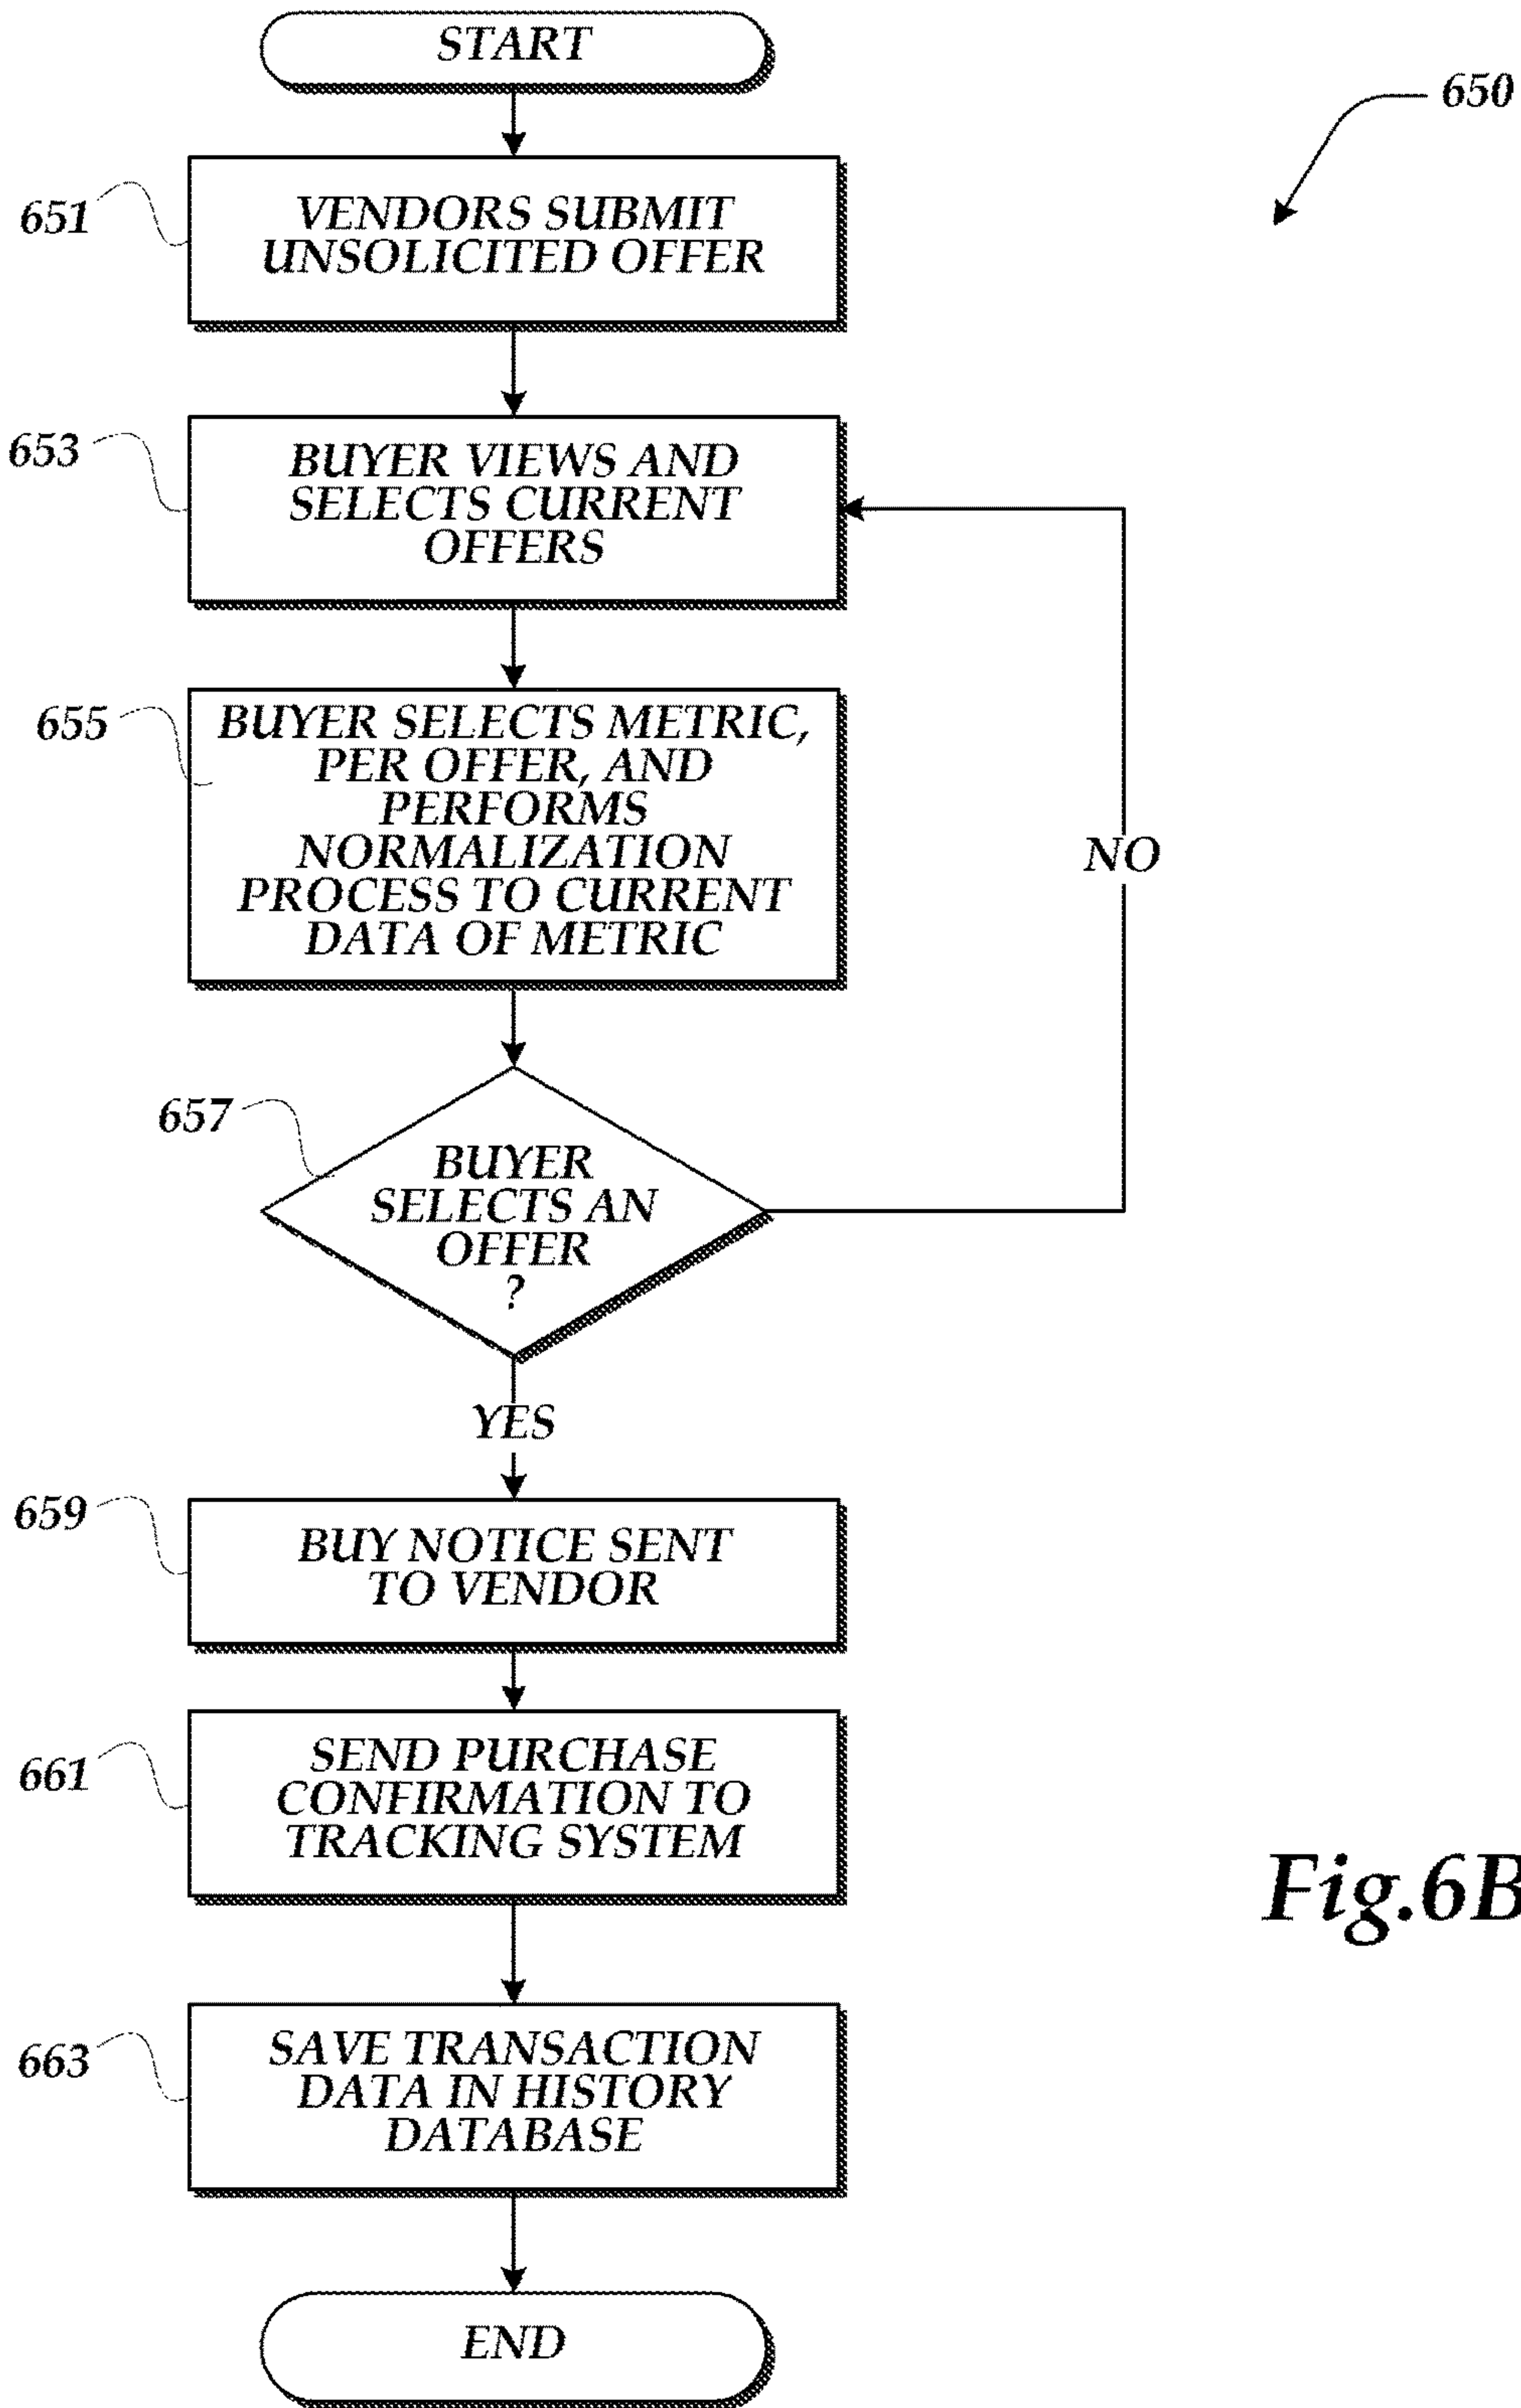 START
650
651
VENDORS SUBMIT
UNSOLICITED OFFER
653
BUYER VIEWS AND
SELECTS CURRENT
OFFERS
655
BUYER SELECTS METRIC,
PER OFFER, AND
PERFORMS
NORMALIZATION
PROCESS TO CURRENT
DATA OF METRIC
NO
657
BUYER
SELECTS AN
OFFER
?
YES
659
BUY NOTICE SENT
TO VENDOR
661
SEND PURCHASE
CONFIRMATION TO
TRACKING SYSTEM
Fig.6B
663
SAVE TRANSACTION
DATA IN HISTORY
DATABASE
END